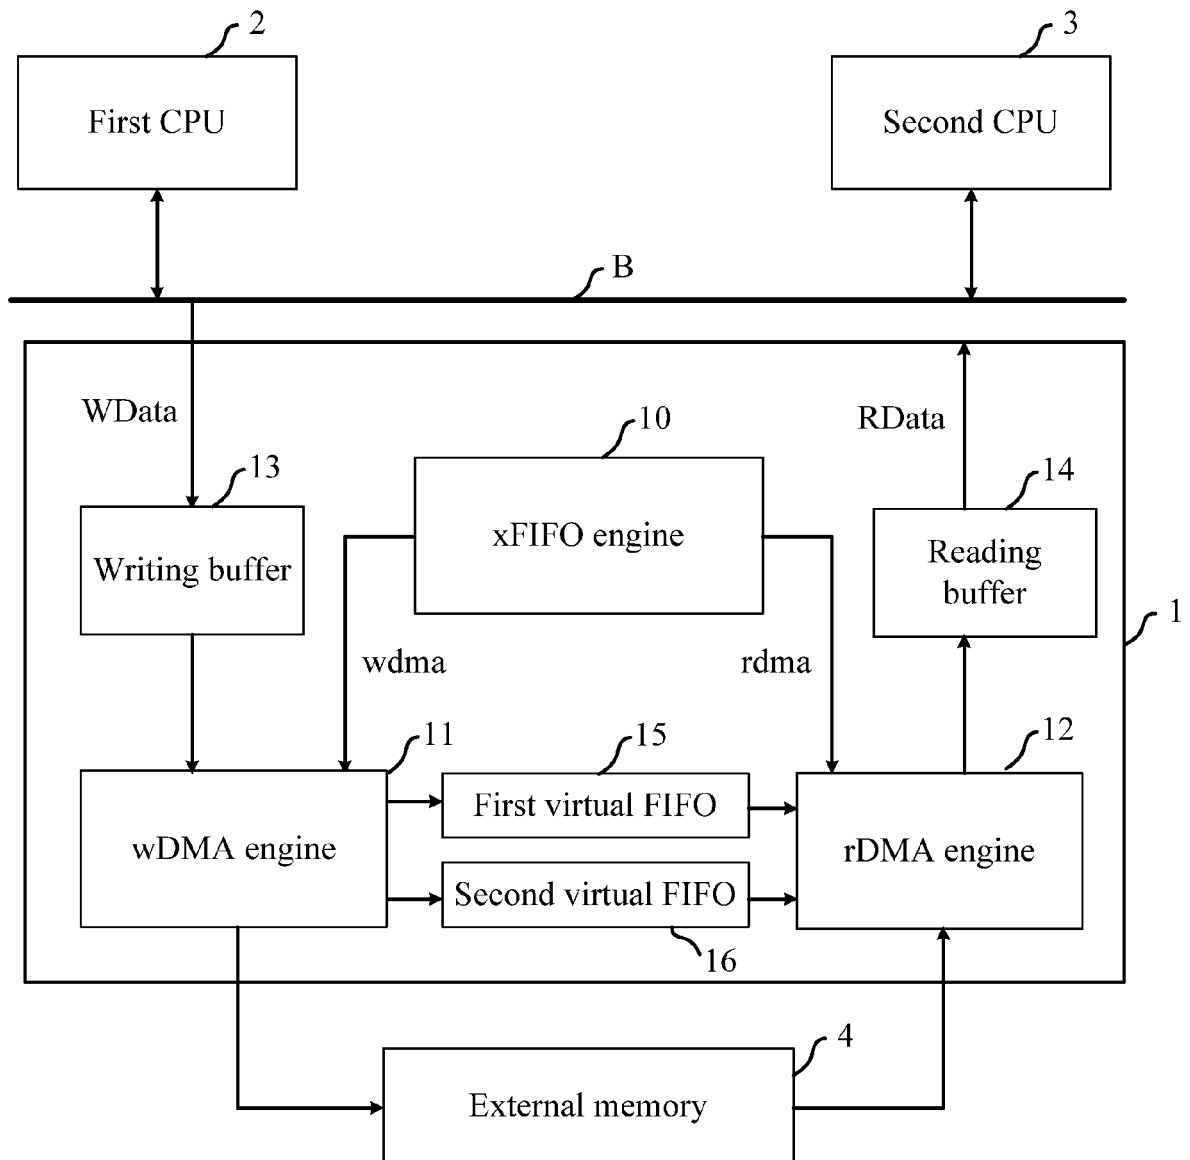 2
3
First CPU
Second CPU
B
WData
RData
10
13
14
xFIFO engine
Writing buffer
Reading
buffer
1
wdma
rdma
11
15
12
First virtual FIFO
wDMA engine
rDMA engine
Second virtual FIFO
16
4
External memory